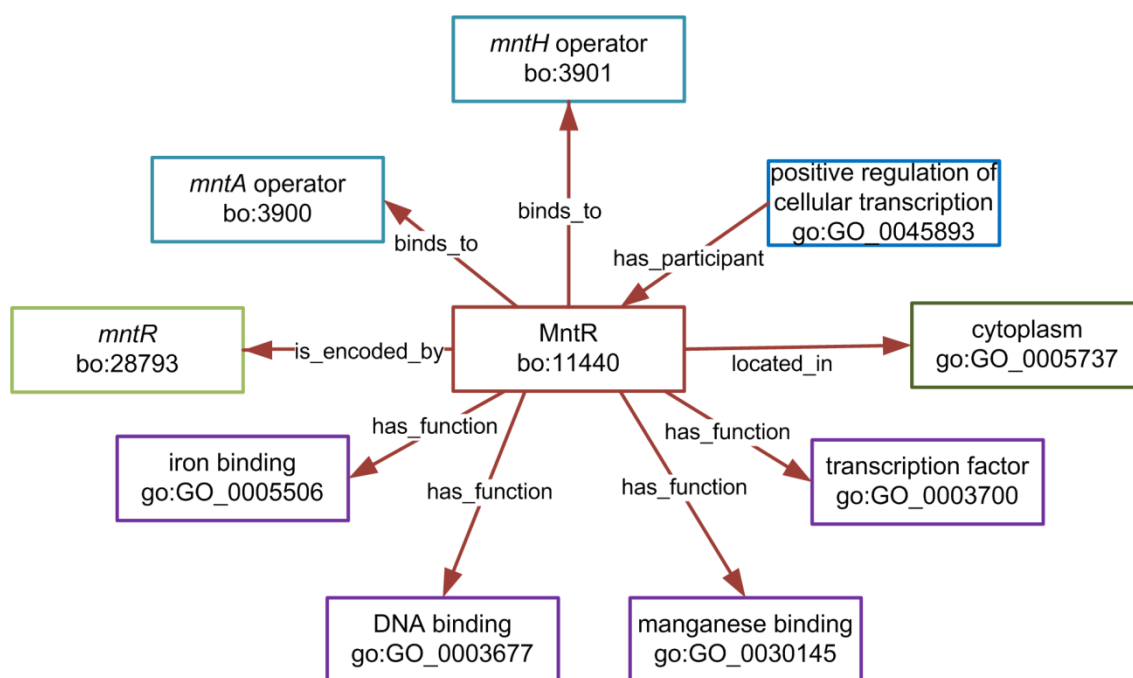 mntH operator
bo:3901
mntA operator
bo:3900
positive regulation of
cellular transcription
go:GO_0045893
binds_to
binds_to
has_participant
mntR
bo:28793
is_encoded_by
MntR
bo:11440
located_in
cytoplasm
go:GO_0005737
has_function
has_function
iron binding
go:GO_0005506
transcription factor
go:GO_0003700
has_function
has_function
DNA binding
go:GO_0003677
manganese binding
go:GO_0030145